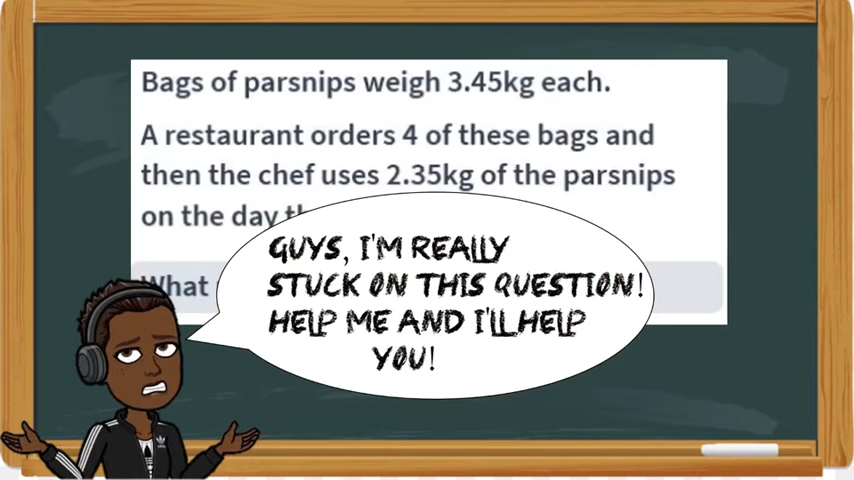 Bags of parsnips weigh 3.45kg each.
A restaurant orders 4 of these bags and
then the chef uses 2.35kg of the parsnips
on the day
What
GUYS, I'M REALLY
STUCK ON THIS QUESTION!
HELP ME AND I'LL HELP
YOU!